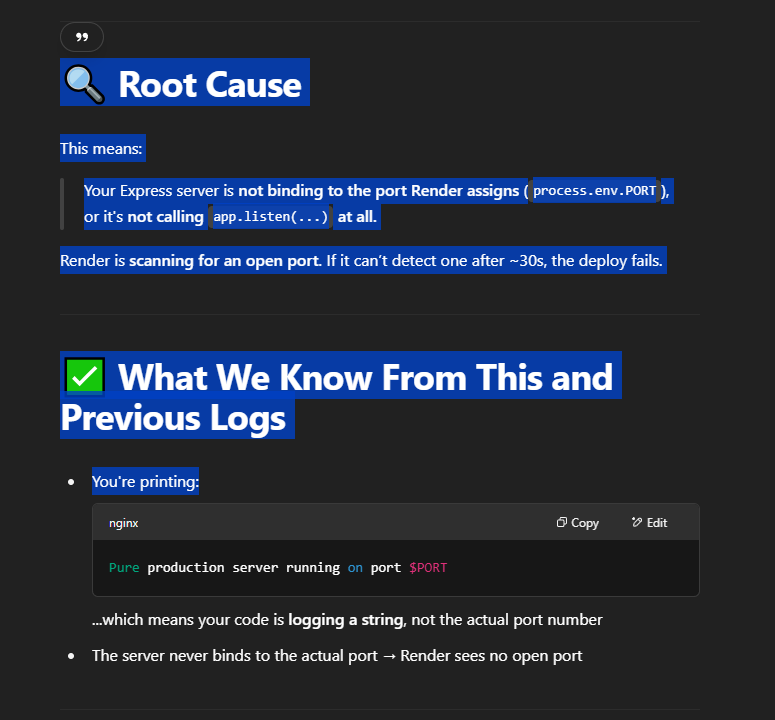 🔍 Root Cause
This means:
Your Express server is not binding to the port Render assigns (process.env.PORT),
or it's not calling app.listen(...) at all.
Render is scanning for an open port. If it can't detect one after ~30s, the deploy fails.
✅ What We Know From This and
Previous Logs
• You're printing:
nginx Copy Edit
Pure production server running on port $PORT
...which means your code is logging a string, not the actual port number
• The server never binds to the actual port → Render sees no open port